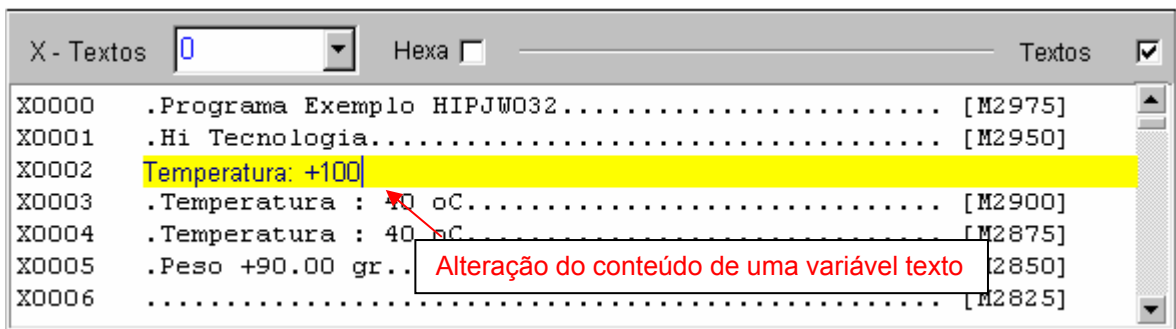 X - Textos 0 Hexa Textos
X0000 .Programa Exemplo HIPJW032......................... [M2975]
X0001 .Hi Tecnologia..................................... [M2950]
X0002 Temperatura: +100
X0003 .Temperatura : 40 oC............................... [M2900]
X0004 .Temperatura : 40 oC............................... [M2875]
X0005 .Peso +90.00 gr.. [M2850]
Alteração do conteúdo de uma variável texto
X0006 .................................................. [M2825]